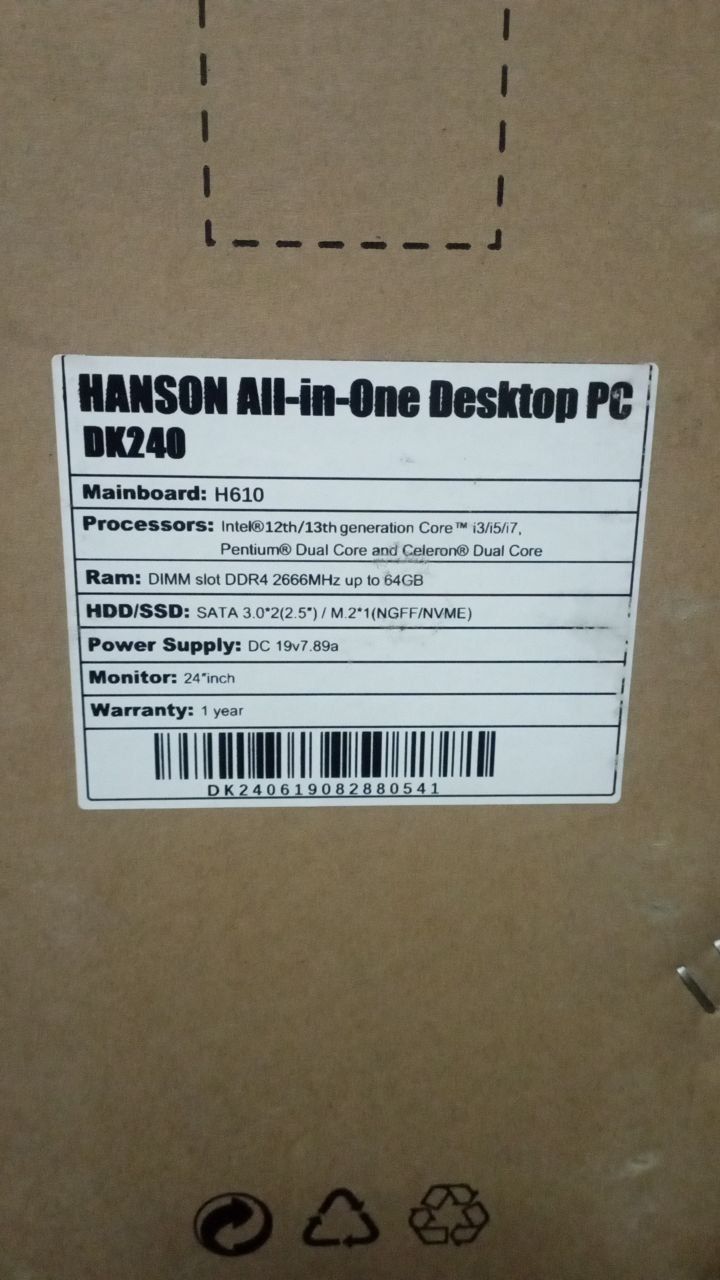 HANSON All-in-One Desktop PC
DK240
Mainboard: H610
Processors: Intel®12th/13th generation Core™ i3/i5/i7,
Pentium® Dual Core and Celeron® Dual Core
Ram: DIMM slot DDR4 2666MHz up to 64GB
HDD/SSD: SATA 3.0*2(2.5") / M.2*1(NGFF/NVME)
Power Supply: DC 19v7.89a
Monitor: 24"inch
Warranty: 1 year
DK240619082880541